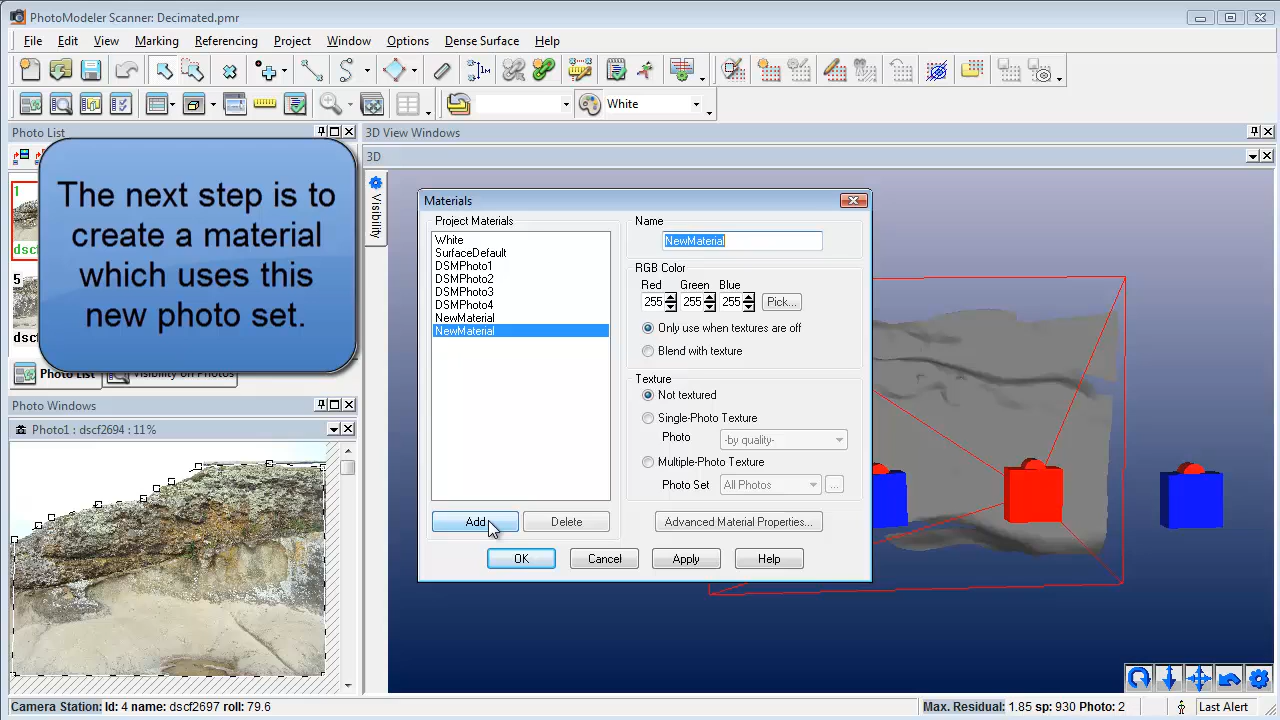 PhotoModeler Scanner: Decimated.pmr
File Edit View Marking Referencing Project Window Options Dense Surface Help
White
Photo List
3D View Windows
3D
1
dscf
5
dscf
The next step is to
create a material
which uses this
new photo set.
Visibility
Photo List
Visibility on Photos
Photo Windows
Photo1 : dscf2694 : 11%
Materials
Project Materials
White
SurfaceDefault
DSMPhoto1
DSMPhoto2
DSMPhoto3
DSMPhoto4
NewMaterial
NewMaterial
Add
Delete
Name
NewMaterial
RGB Color
Red Green Blue
255 255 255 Pick...
Only use when textures are off
Blend with texture
Texture
Not textured
Single-Photo Texture
Photo -by quality-
Multiple-Photo Texture
Photo Set All Photos ...
Advanced Material Properties...
OK Cancel Apply Help
Camera Station: Id: 4 name: dscf2697 roll: 79.6
Max. Residual: 1.85 sp: 930 Photo: 2
Last Alert